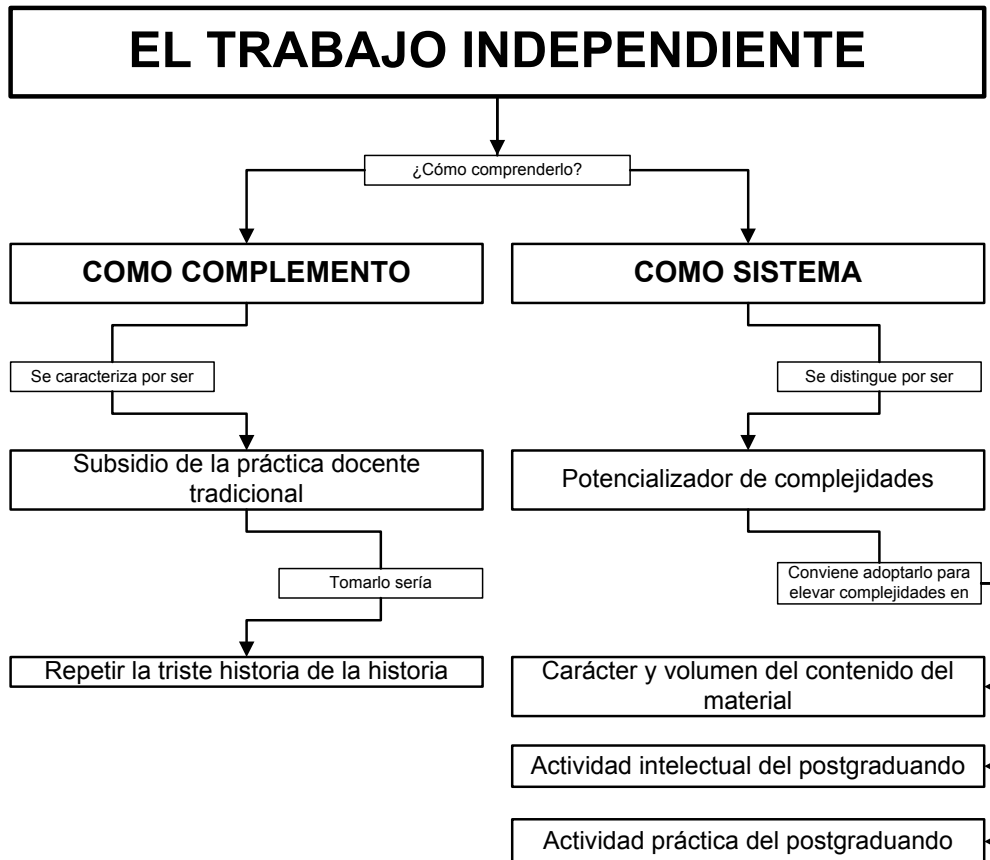 EL TRABAJO INDEPENDIENTE
¿Cómo comprenderlo?
COMO COMPLEMENTO
COMO SISTEMA
Se caracteriza por ser
Se distingue por ser
Subsidio de la práctica docente
tradicional
Potencializador de complejidades
Tomarlo sería
Conviene adoptarlo para
elevar complejidades en
Repetir la triste historia de la historia
Carácter y volumen del contenido del
material
Actividad intelectual del postgraduando
Actividad práctica del postgraduando